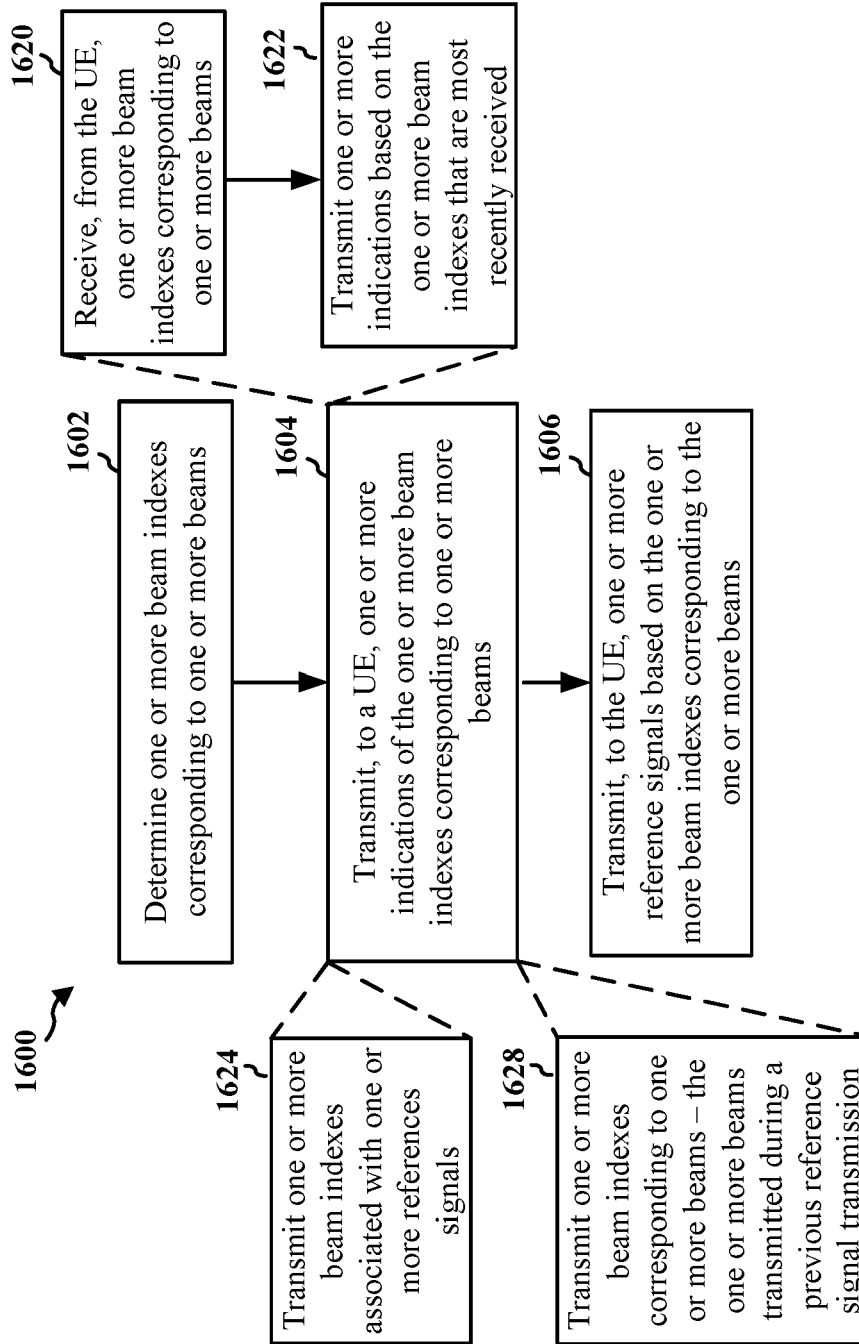 1600
1602
Determine one or more beam indexes
corresponding to one or more beams
1604
Transmit, to a UE, one or more
indications of the one or more beam
indexes corresponding to one or more
beams
1606
Transmit, to the UE, one or more
reference signals based on the one or
more beam indexes corresponding to the
one or more beams
1620
Receive, from the UE,
one or more beam
indexes corresponding to
one or more beams
1622
Transmit one or more
indications based on the
one or more beam
indexes that are most
recently received
1624
Transmit one or more
beam indexes
associated with one or
more references
signals
1628
Transmit one or more
beam indexes
corresponding to one
or more beams – the
one or more beams
transmitted during a
previous reference
signal transmission